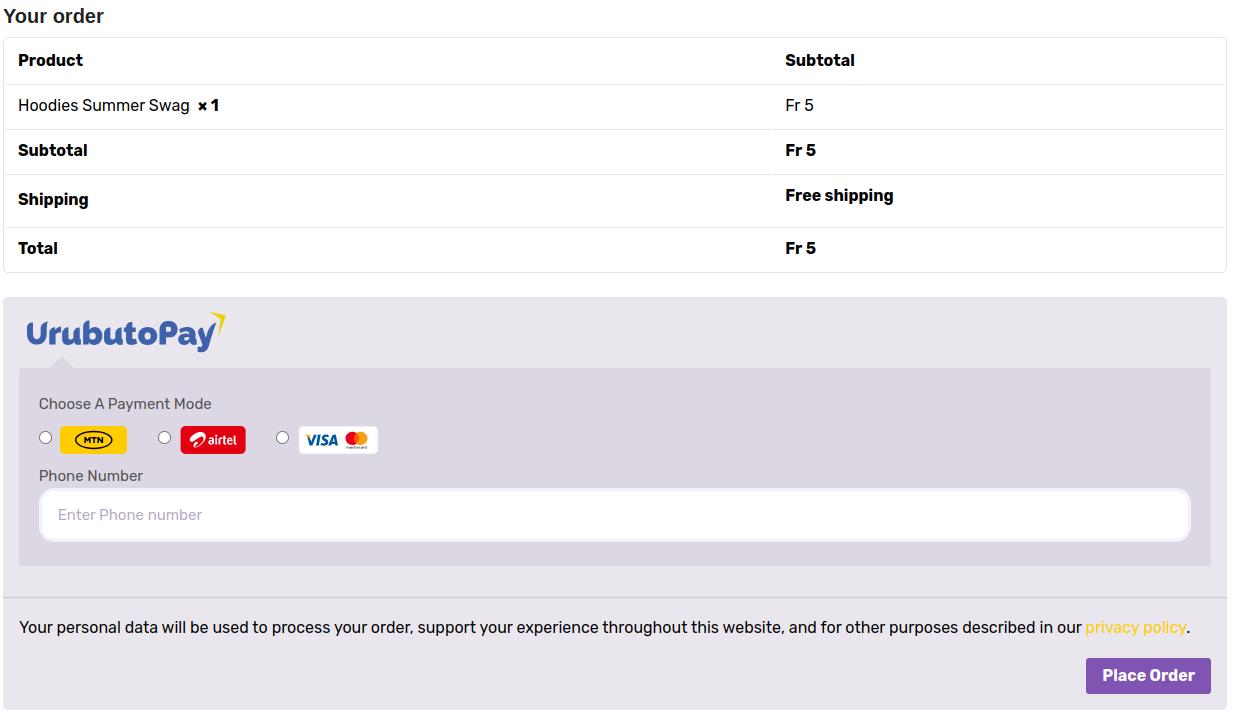 Your order
Product Subtotal
Hoodies Summer Swag × 1 Fr 5
Subtotal Fr 5
Shipping Free shipping
Total Fr 5
UrubutoPay
Choose A Payment Mode
MTN airtel VISA mastercard
Phone Number
Enter Phone number
Your personal data will be used to process your order, support your experience throughout this website, and for other purposes described in our privacy policy.
Place Order